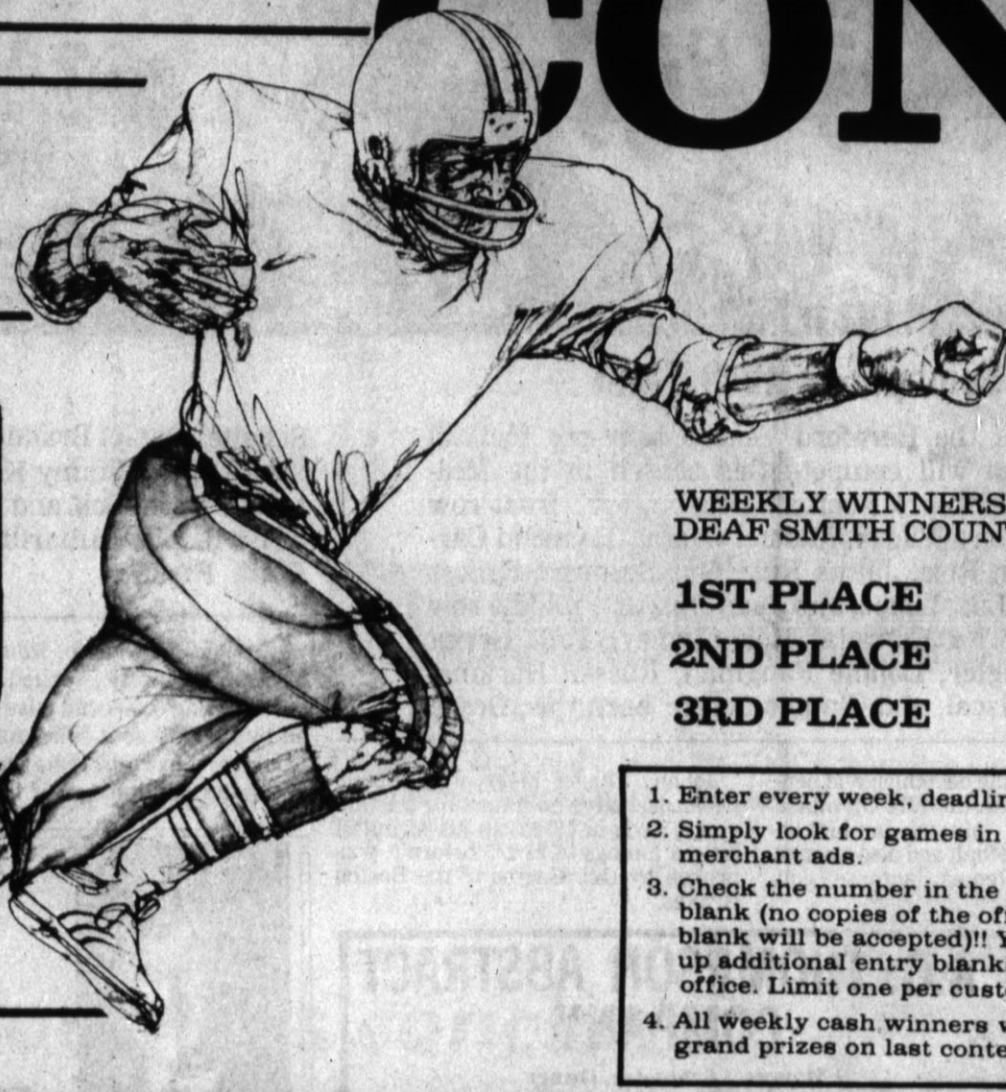 CON
WEEKLY WINNERS
DEAF SMITH COUN
1ST PLACE
2ND PLACE
3RD PLACE
1. Enter every week, deadlin
2. Simply look for games in
merchant ads.
3. Check the number in the
blank (no copies of the of
blank will be accepted)!! Y
up additional entry blank
office. Limit one per custo
4. All weekly cash winners w
grand prizes on last conte